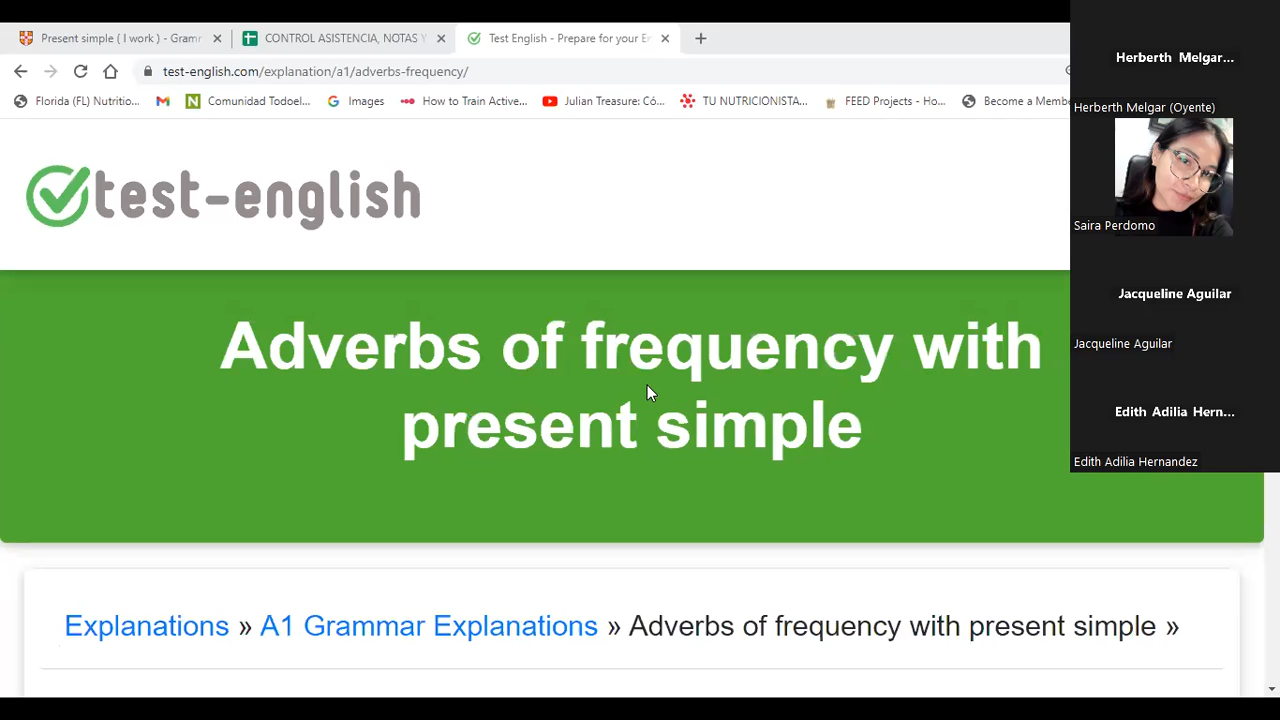 Present simple ( I work ) - Gramr
CONTROL ASISTENCIA, NOTAS Y
Test English - Prepare for your En
test-english.com/explanation/a1/adverbs-frequency/
Florida (FL) Nutritio...
Comunidad Todoel...
Images
How to Train Active...
Julian Treasure: Có...
TU NUTRICIONISTA...
FEED Projects - Ho...
Become a Membe
test-english
Adverbs of frequency with
present simple
Explanations » A1 Grammar Explanations » Adverbs of frequency with present simple »
Herberth Melgar...
Herberth Melgar (Oyente)
Saira Perdomo
Jacqueline Aguilar
Jacqueline Aguilar
Edith Adilia Hern...
Edith Adilia Hernandez